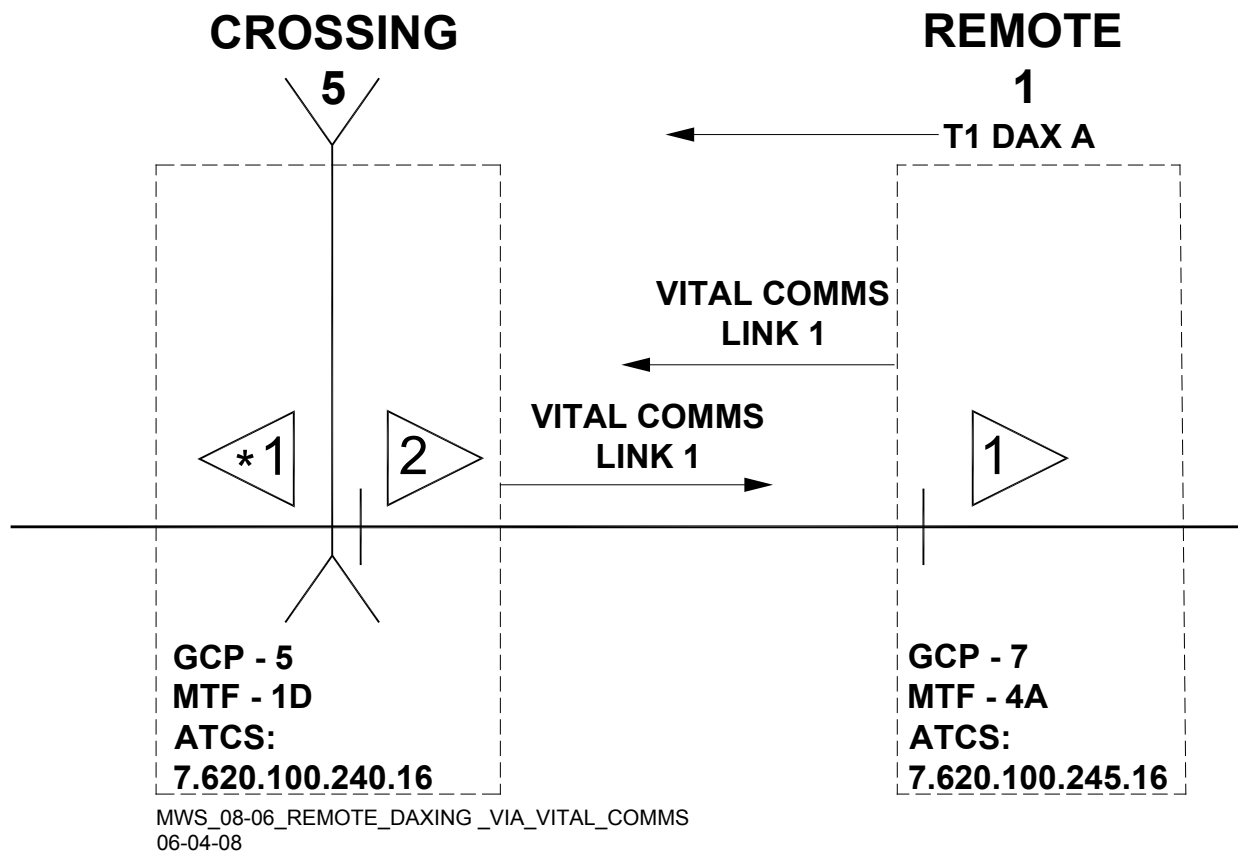 CROSSING
5
REMOTE
1
T1 DAX A
VITAL COMMS
LINK 1
VITAL COMMS
LINK 1
*1
2
1
GCP - 5
MTF - 1D
ATCS:
7.620.100.240.16
GCP - 7
MTF - 4A
ATCS:
7.620.100.245.16
MWS_08-06_REMOTE_DAXING _VIA_VITAL_COMMS
06-04-08